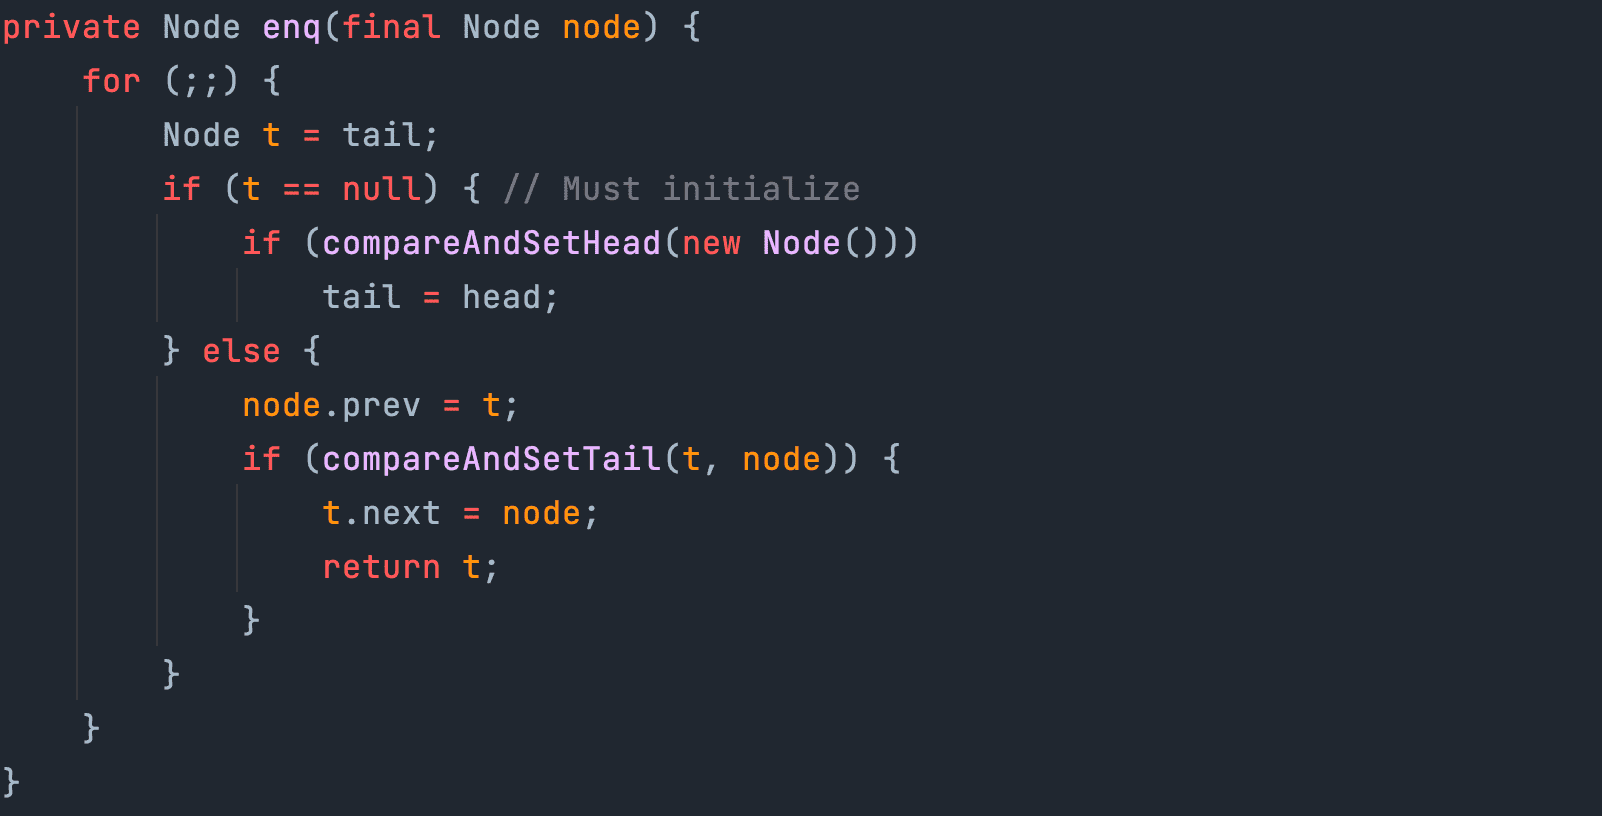 private Node enq(final Node node) {
    for (;;) {
        Node t = tail;
        if (t == null) { // Must initialize
            if (compareAndSetHead(new Node()))
                tail = head;
        } else {
            node.prev = t;
            if (compareAndSetTail(t, node)) {
                t.next = node;
                return t;
            }
        }
    }
}